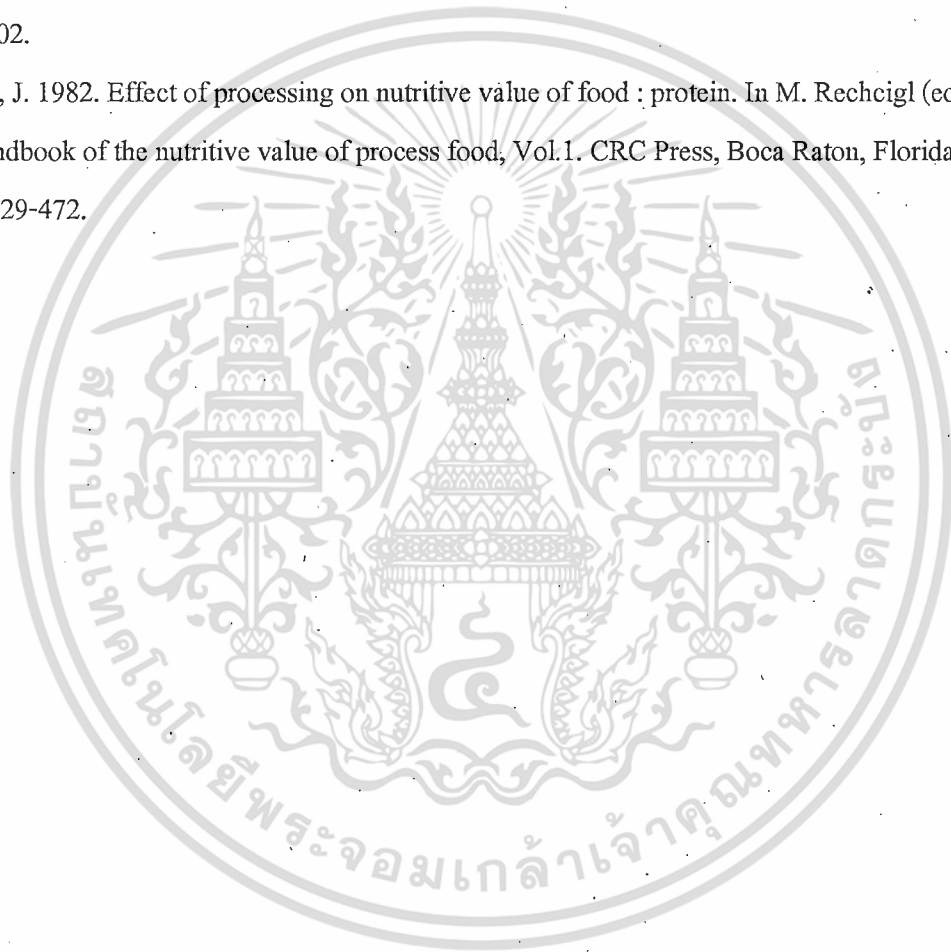 02.
, J. 1982. Effect of processing on nutritive value of food : protein. In M. Rechcigl (ec
ndbook of the nutritive value of process food, Vol.1. CRC Press, Boca Raton, Florida
29-472.
สถาบันเทคโนโลยีพระจอมเกล้าเจ้าคุณทหารลาดกระบัง
๔